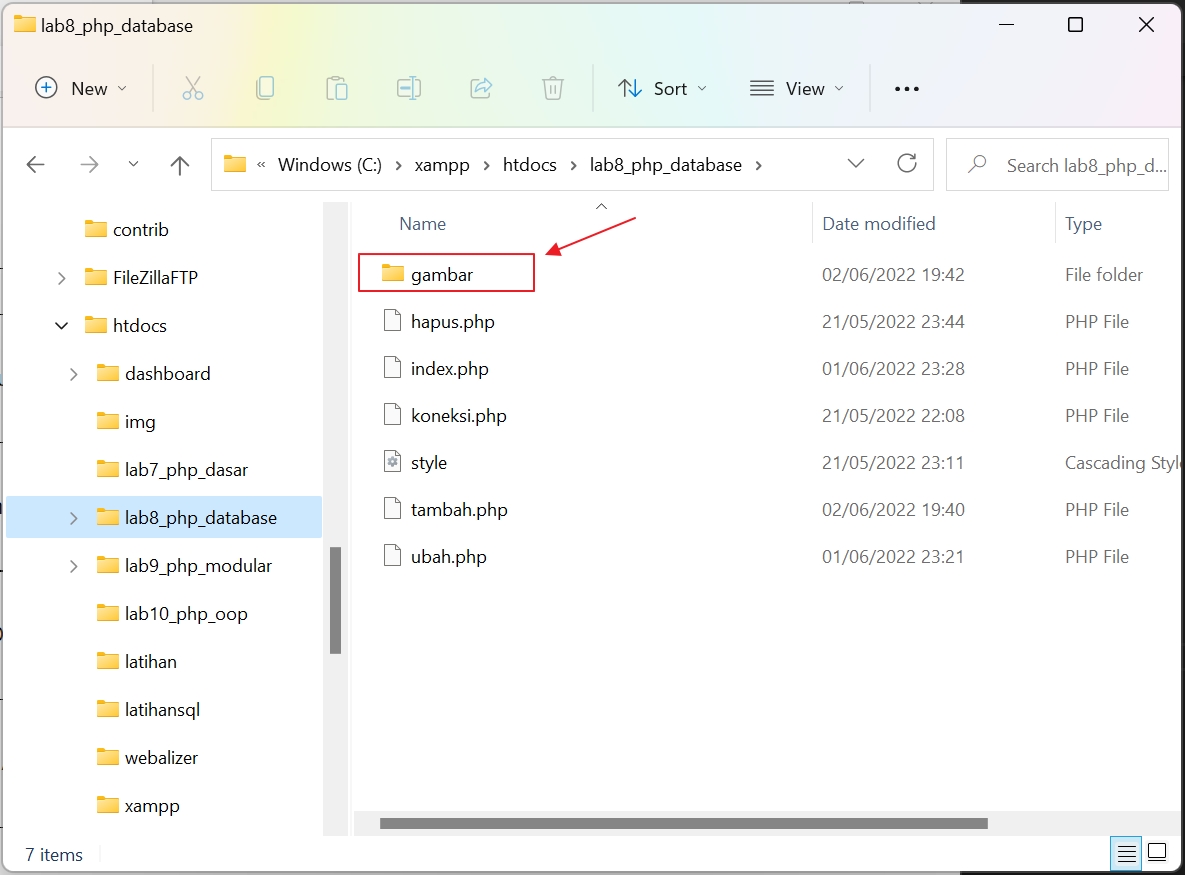 lab8_php_database
New
Sort
View
« Windows (C:) › xampp › htdocs › lab8_php_database ›
Search lab8_php_d...
contrib
FileZillaFTP
htdocs
dashboard
img
lab7_php_dasar
lab8_php_database
lab9_php_modular
lab10_php_oop
latihan
latihansql
webalizer
xampp
Name Date modified Type
gambar 02/06/2022 19:42 File folder
hapus.php 21/05/2022 23:44 PHP File
index.php 01/06/2022 23:28 PHP File
koneksi.php 21/05/2022 22:08 PHP File
style 21/05/2022 23:11 Cascading Style
tambah.php 02/06/2022 19:40 PHP File
ubah.php 01/06/2022 23:21 PHP File
7 items